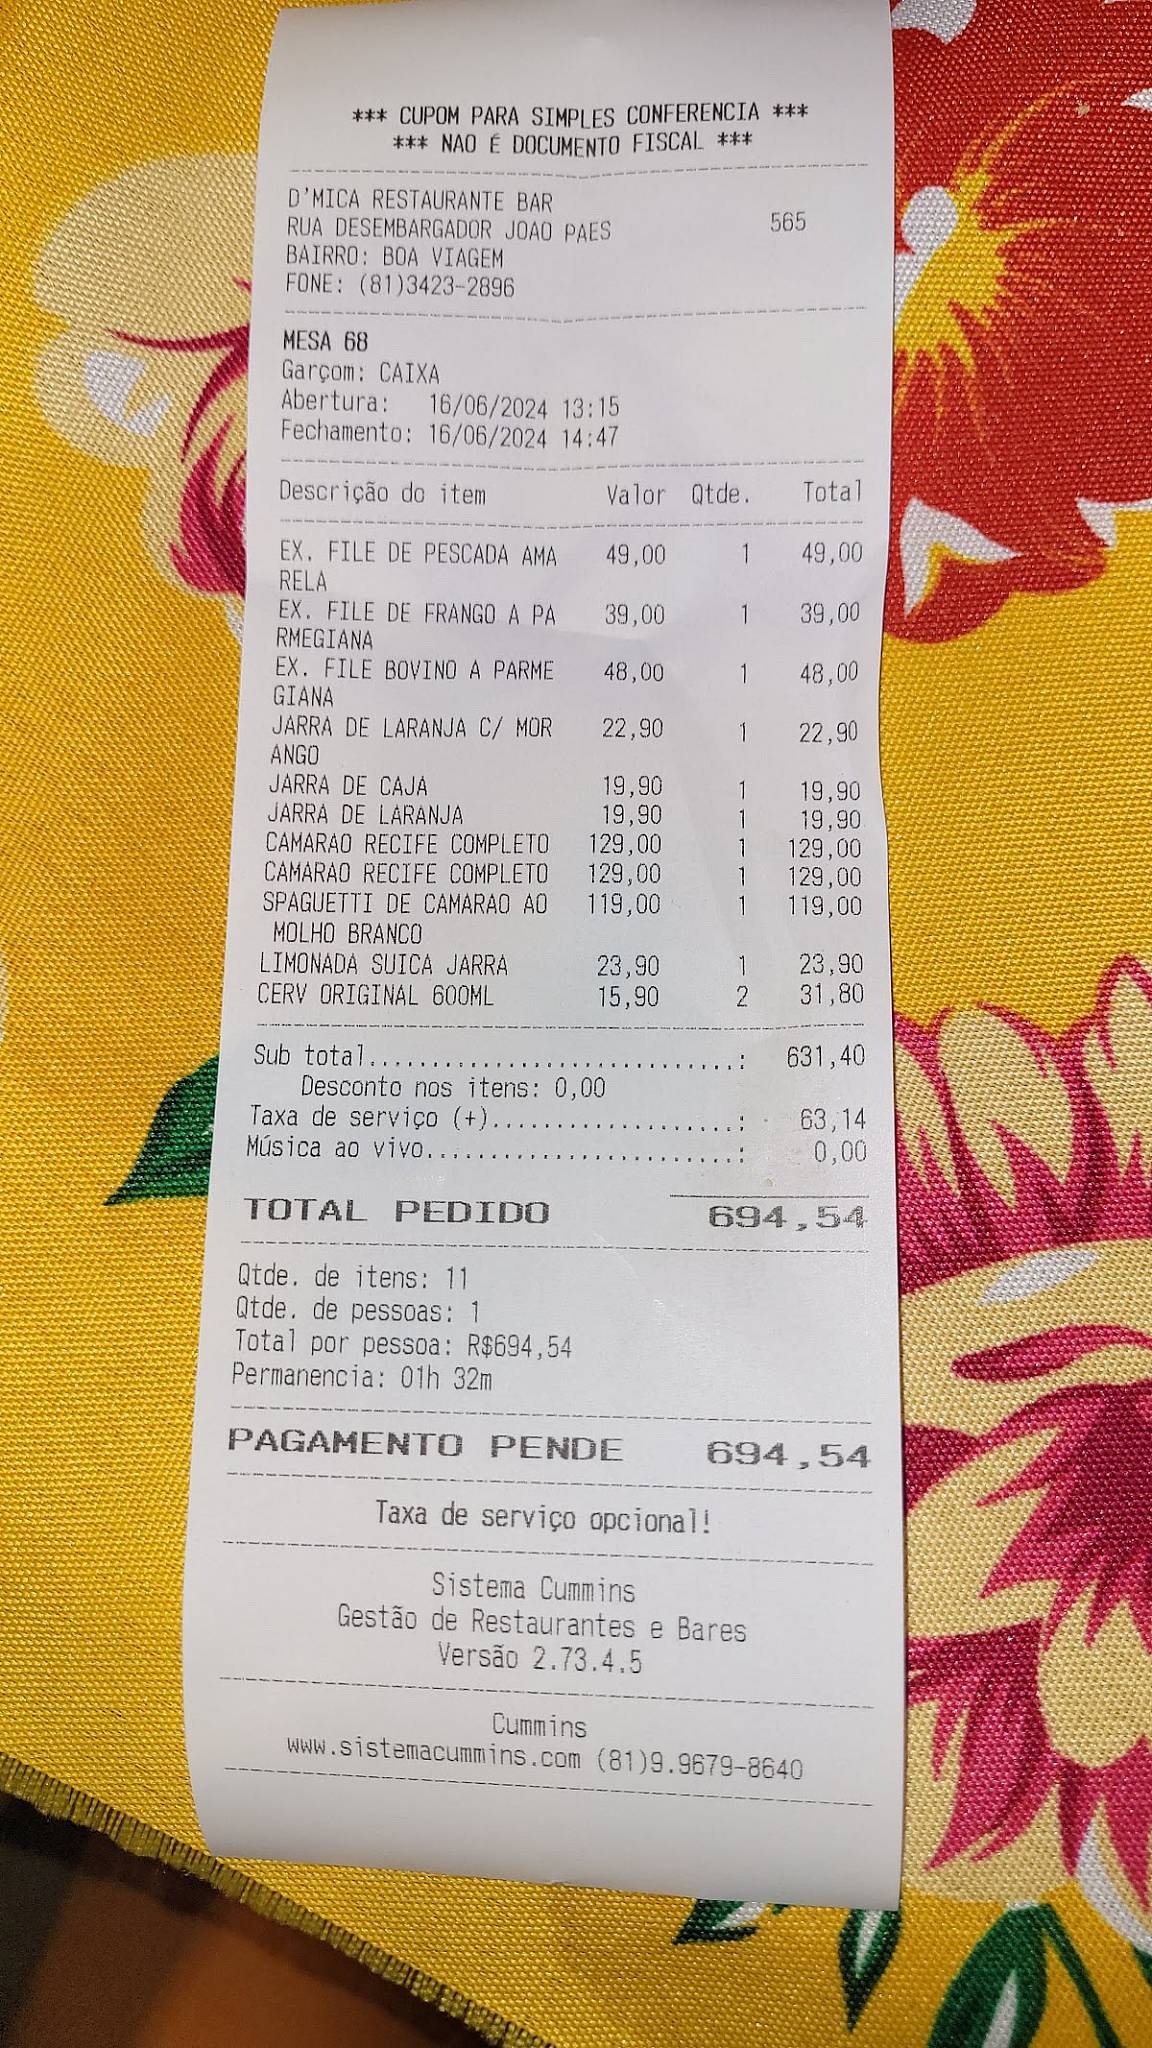 *** CUPOM PARA SIMPLES CONFERENCIA ***
*** NAO É DOCUMENTO FISCAL ***
D'MICA RESTAURANTE BAR
RUA DESEMBARGADOR JOAO PAES 565
BAIRRO: BOA VIAGEM
FONE: (81)3423-2896
MESA 68
Garçom: CAIXA
Abertura: 16/06/2024 13:15
Fechamento: 16/06/2024 14:47
Descrição do item Valor Qtde. Total
EX. FILE DE PESCADA AMA 49,00 1 49,00
RELA
EX. FILE DE FRANGO A PA 39,00 1 39,00
RMEGIANA
EX. FILE BOVINO A PARME 48,00 1 48,00
GIANA
JARRA DE LARANJA C/ MOR 22,90 1 22,90
ANGO
JARRA DE CAJA 19,90 1 19,90
JARRA DE LARANJA 19,90 1 19,90
CAMARAO RECIFE COMPLETO 129,00 1 129,00
CAMARAO RECIFE COMPLETO 129,00 1 129,00
SPAGUETTI DE CAMARAO AO 119,00 1 119,00
MOLHO BRANCO
LIMONADA SUICA JARRA 23,90 1 23,90
CERV ORIGINAL 600ML 15,90 2 31,80
Sub total..............................: 631,40
Desconto nos itens: 0,00
Taxa de serviço (+)....................: 63,14
Música ao vivo.........................: 0,00
TOTAL PEDIDO 694,54
Qtde. de itens: 11
Qtde. de pessoas: 1
Total por pessoa: R$694,54
Permanencia: 01h 32m
PAGAMENTO PENDE 694,54
Taxa de serviço opcional!
Sistema Cummins
Gestão de Restaurantes e Bares
Versão 2.73.4.5
Cummins
www.sistemacummins.com (81)9.9679-8640